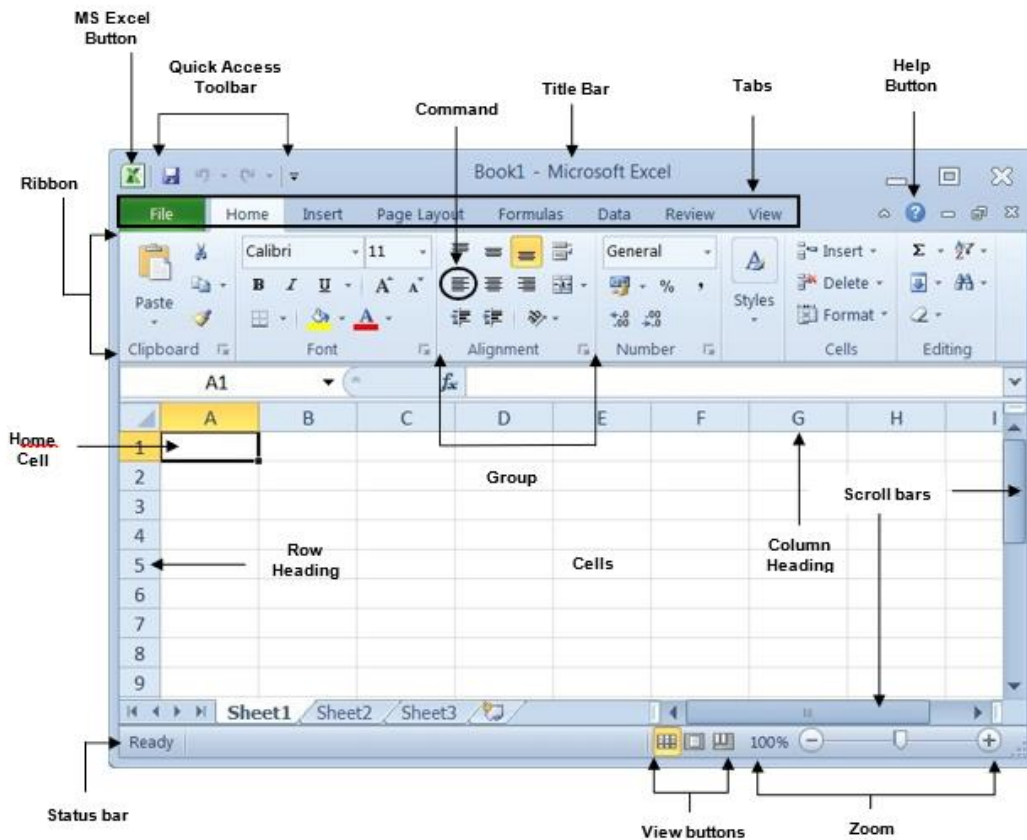 MS Excel
Button
Quick Access
Toolbar
Command
Title Bar
Tabs
Help
Button
Ribbon
Book1 - Microsoft Excel
File Home Insert Page Layout Formulas Data Review View
Calibri 11 General Insert
Paste B I U A A % , Styles Delete
A Format
Clipboard Font Alignment Number Cells Editing
A1 fx
A B C D E F G H I
Home
Cell
1
2 Group
3 Scroll bars
4
Row
Heading
5 Cells
Column
Heading
6
7
8
9
Sheet1 Sheet2 Sheet3
Ready 100%
Status bar
View buttons
Zoom